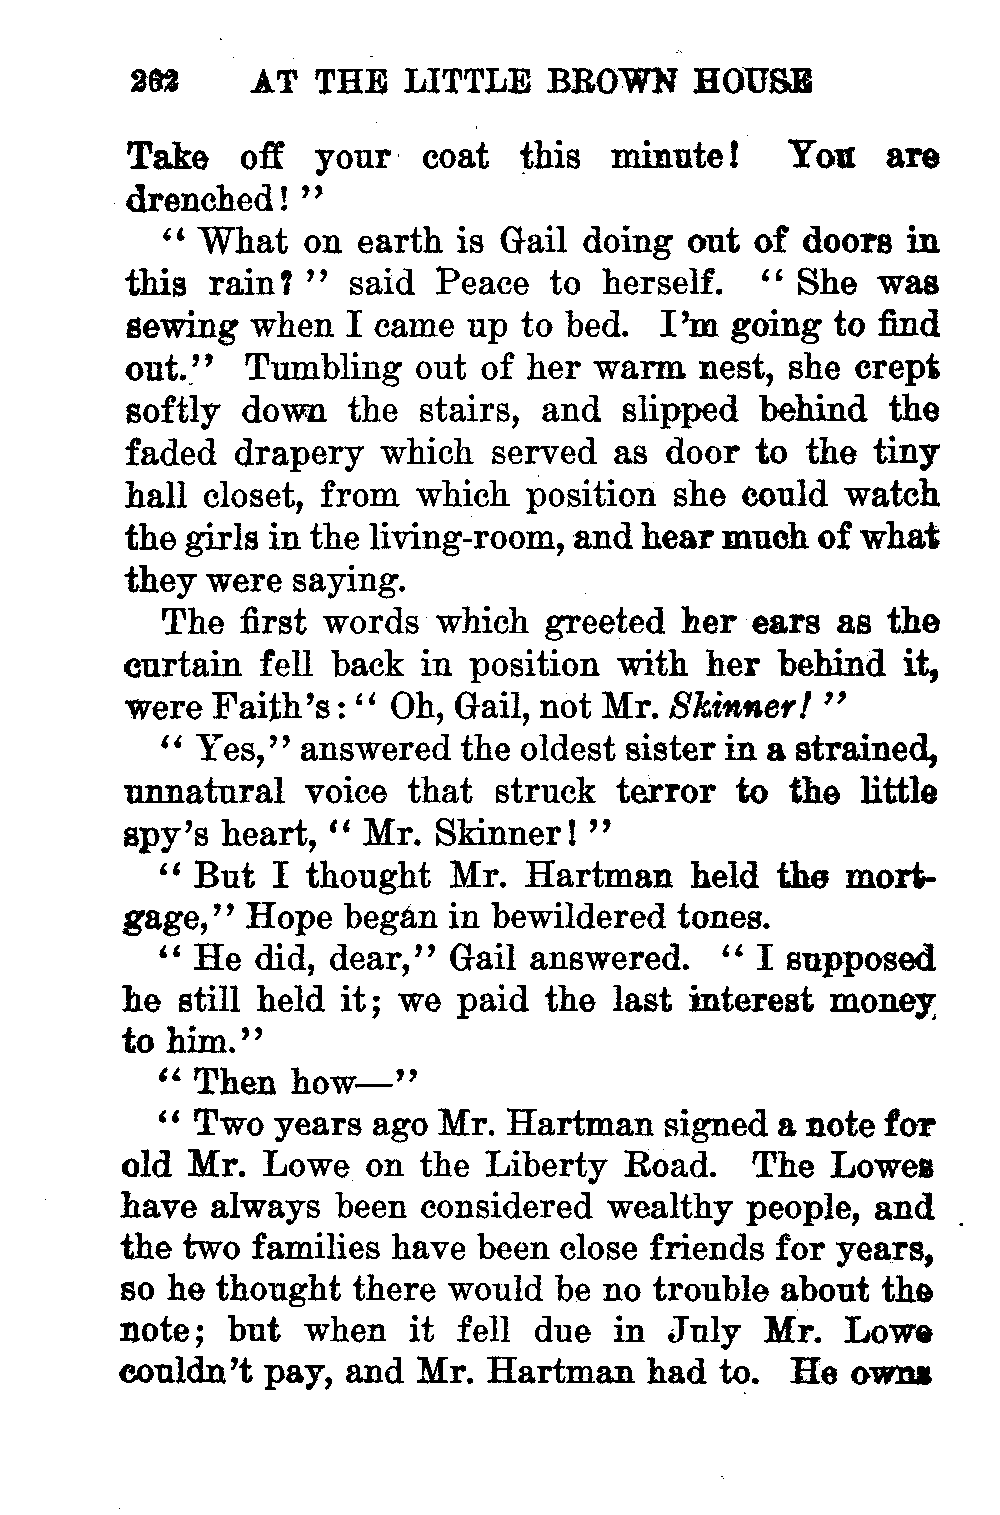 262 AT THE LITTLE BROWN HOUSE
Take off your coat this minute! You are
drenched! "
" What on earth is Gail doing out of doors in
this rain? " said Peace to herself. " She was
sewing when I came up to bed. I'm going to find
out." Tumbling out of her warm nest, she crept
softly down the stairs, and slipped behind the
faded drapery which served as door to the tiny
hall closet, from which position she could watch
the girls in the living-room, and hear much of what
they were saying.
The first words which greeted her ears as the
curtain fell back in position with her behind it,
were Faith's: " Oh, Gail, not Mr. Skinner! "
" Yes," answered the oldest sister in a strained,
unnatural voice that struck terror to the little
spy's heart, " Mr. Skinner! "
" But I thought Mr. Hartman held the mort-
gage," Hope began in bewildered tones.
" He did, dear," Gail answered. " I supposed
he still held it; we paid the last interest money
to him."
" Then how—"
" Two years ago Mr. Hartman signed a note for
old Mr. Lowe on the Liberty Road. The Lowes
have always been considered wealthy people, and
the two families have been close friends for years,
so he thought there would be no trouble about the
note; but when it fell due in July Mr. Lowe
couldn't pay, and Mr. Hartman had to. He owns